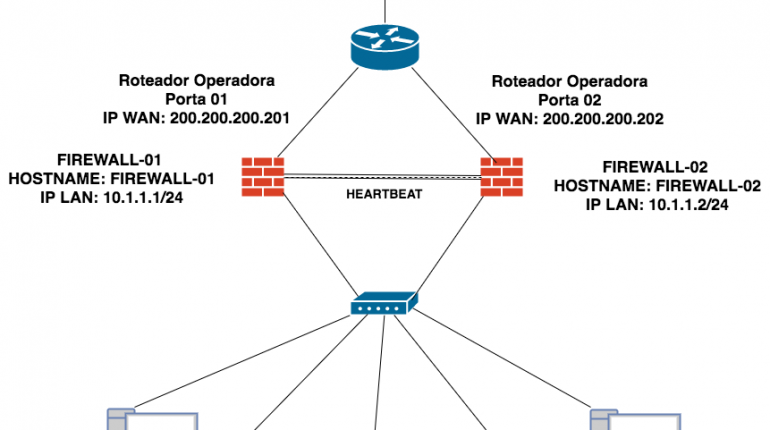 Roteador Operadora
Porta 01
IP WAN: 200.200.200.201
Roteador Operadora
Porta 02
IP WAN: 200.200.200.202
FIREWALL-01
HOSTNAME: FIREWALL-01
IP LAN: 10.1.1.1/24
HEARTBEAT
FIREWALL-02
HOSTNAME: FIREWALL-02
IP LAN: 10.1.1.2/24